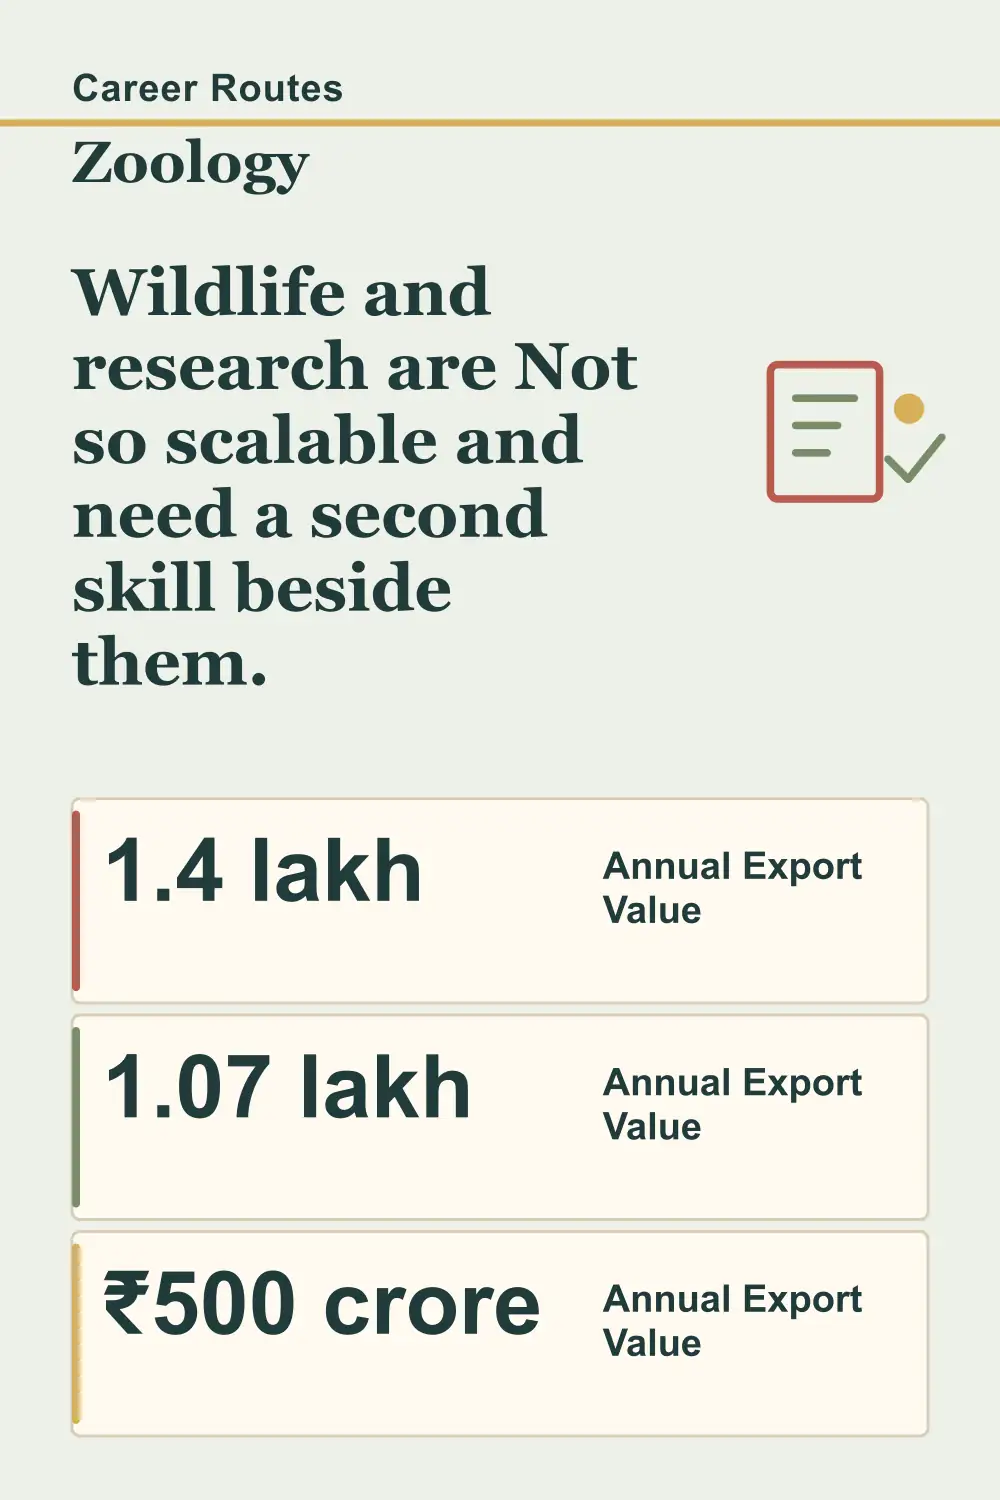 Career Routes
Zoology
Wildlife and
research are Not
so scalable and
need a second
skill beside
them.
1.4 lakh
Annual Export
Value
1.07 lakh
Annual Export
Value
₹500 crore
Annual Export
Value